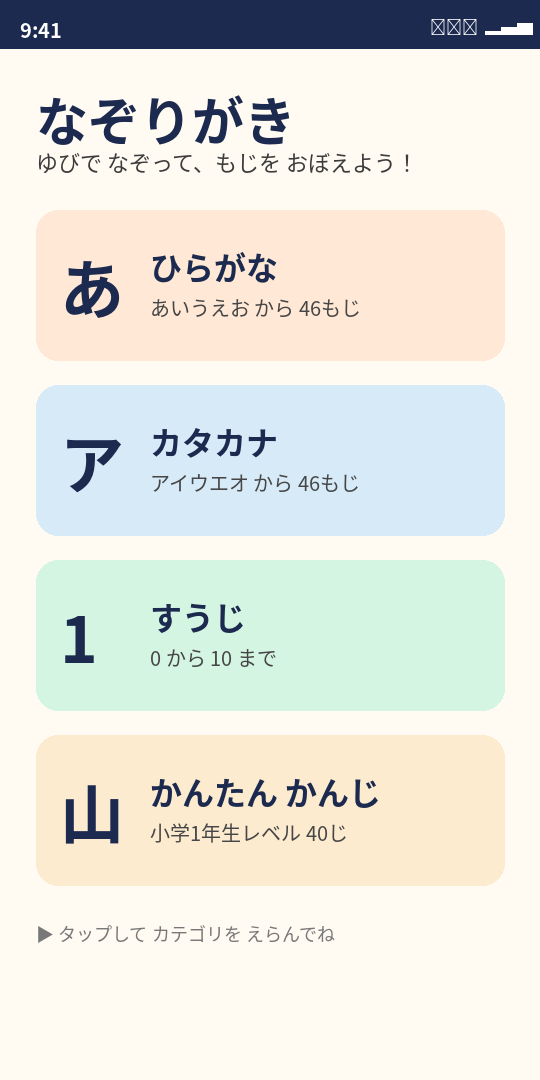 9:41
なぞりがき
ゆびで なぞって、もじを おぼえよう！
あ
ひらがな
あいうえお から 46もじ
ア
カタカナ
アイウエオ から 46もじ
1
すうじ
0 から 10 まで
山
かんたん かんじ
小学1年生レベル 40じ
▶ タップして カテゴリを えらんでね